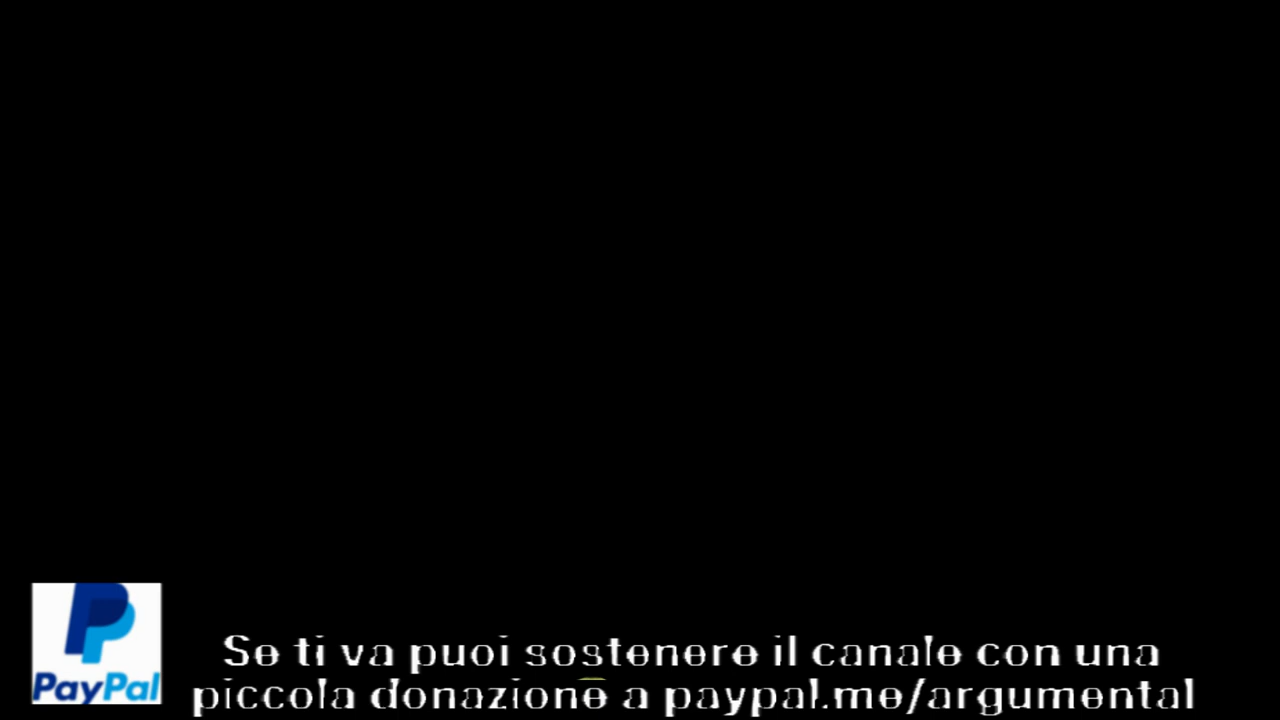 PayPal
Se ti va puoi sostenere il canale con una
piccola donazione a paypal.me/argumental